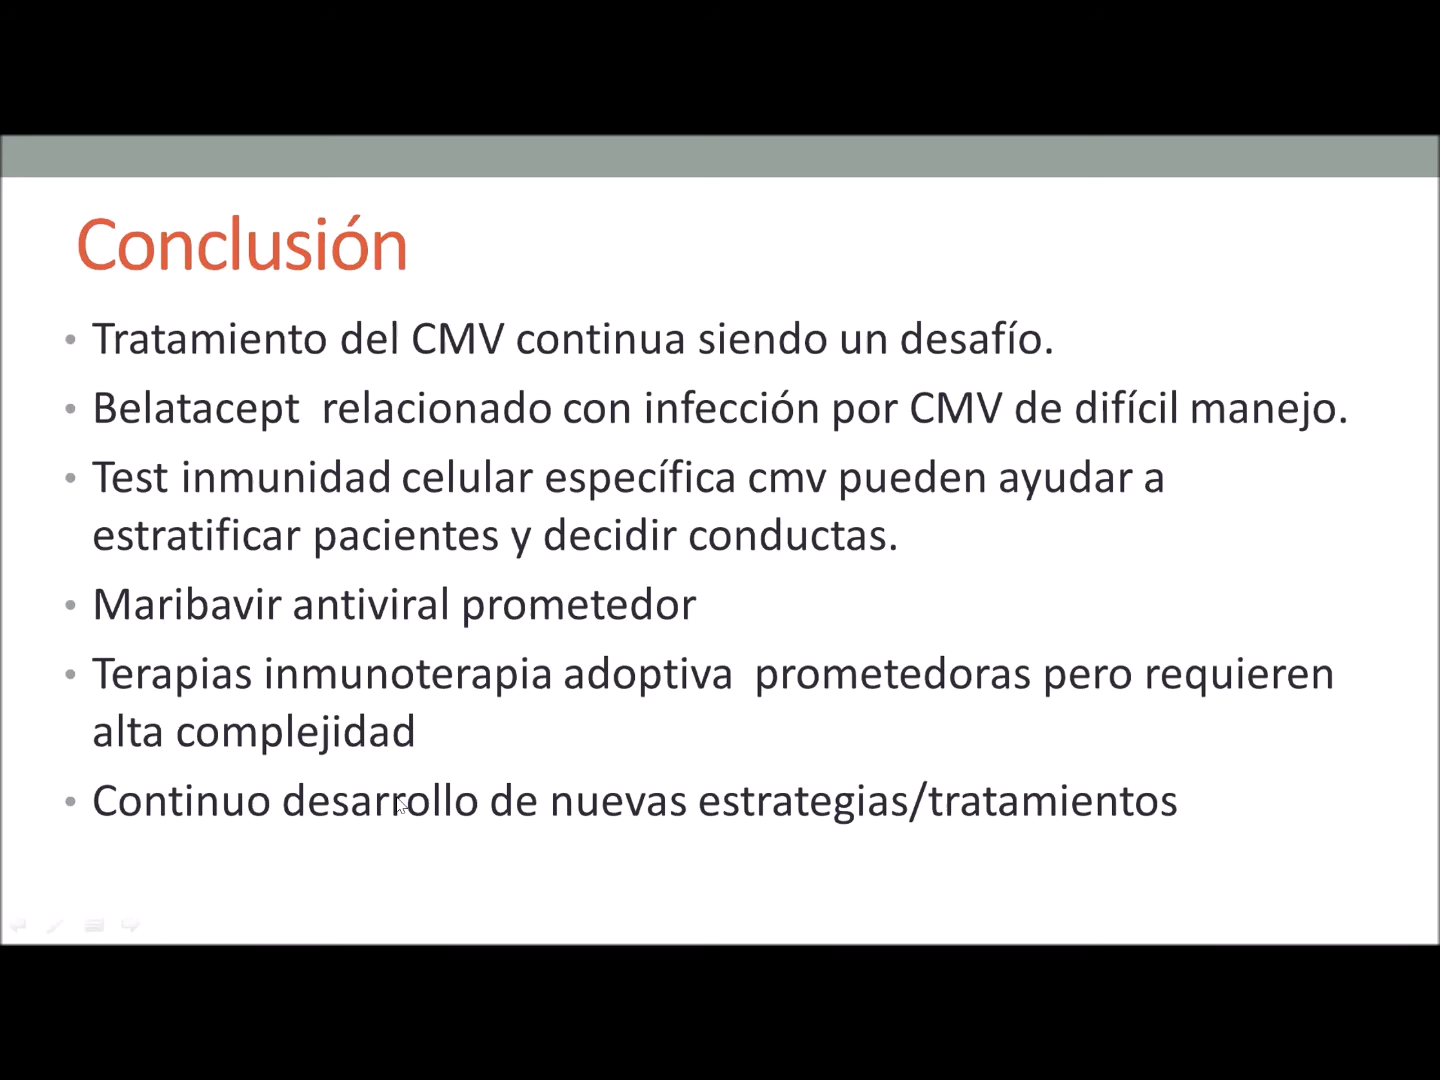 Conclusión
• Tratamiento del CMV continua siendo un desafío.
• Belatacept relacionado con infección por CMV de difícil manejo.
• Test inmunidad celular específica cmv pueden ayudar a
estratificar pacientes y decidir conductas.
• Maribavir antiviral prometedor
• Terapias inmunoterapia adoptiva prometedoras pero requieren
alta complejidad
• Continuo desarrollo de nuevas estrategias/tratamientos